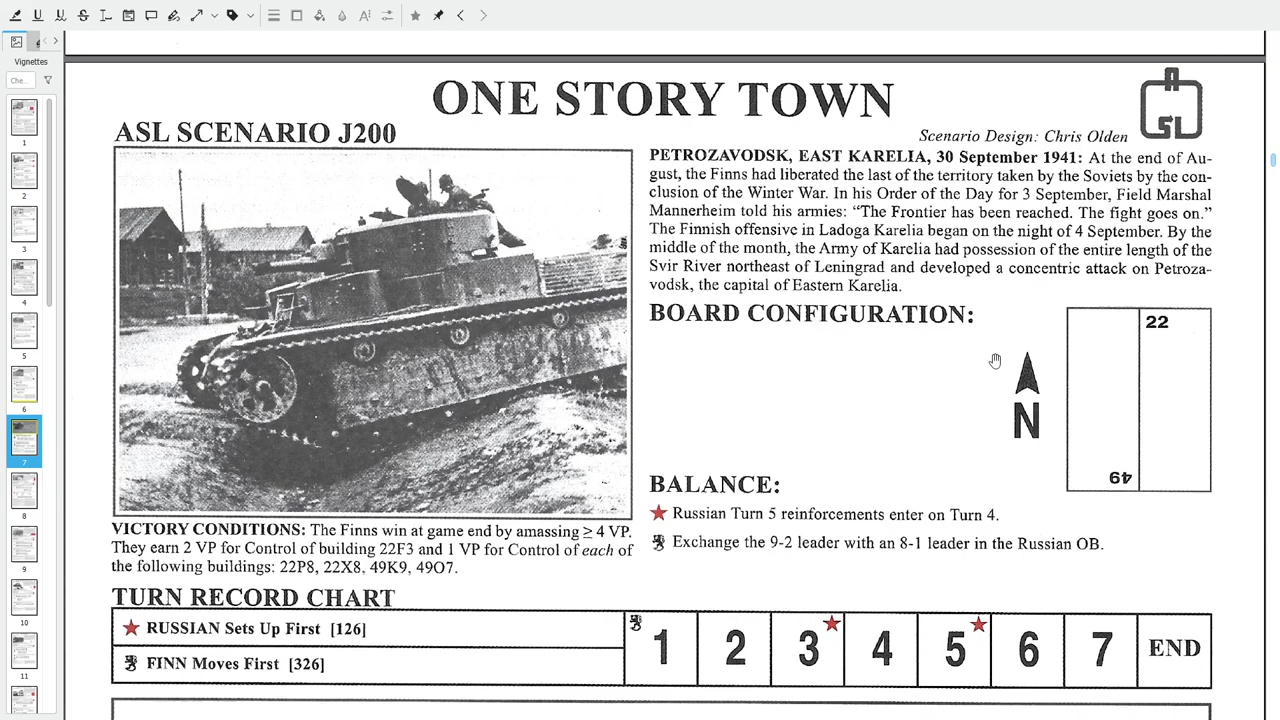 Vignettes
Che...
1
2
3
4
5
6
7
8
9
10
11
ONE STORY TOWN
ASL SCENARIO J200
A
SL
Scenario Design: Chris Olden
PETROZAVODSK, EAST KARELIA, 30 September 1941: At the end of Au-
gust, the Finns had liberated the last of the territory taken by the Soviets by the con-
clusion of the Winter War. In his Order of the Day for 3 September, Field Marshal
Mannerheim told his armies: “The Frontier has been reached. The fight goes on.”
The Finnish offensive in Ladoga Karelia began on the night of 4 September. By the
middle of the month, the Army of Karelia had possession of the entire length of the
Svir River northeast of Leningrad and developed a concentric attack on Petroza-
vodsk, the capital of Eastern Karelia.
BOARD CONFIGURATION:
22
N
49
BALANCE:
Russian Turn 5 reinforcements enter on Turn 4.
Exchange the 9-2 leader with an 8-1 leader in the Russian OB.
VICTORY CONDITIONS: The Finns win at game end by amassing ≥ 4 VP.
They earn 2 VP for Control of building 22F3 and 1 VP for Control of each of
the following buildings: 22P8, 22X8, 49K9, 49O7.
TURN RECORD CHART
RUSSIAN Sets Up First [126]
FINN Moves First [326]
1 2 3 4 5 6 7 END